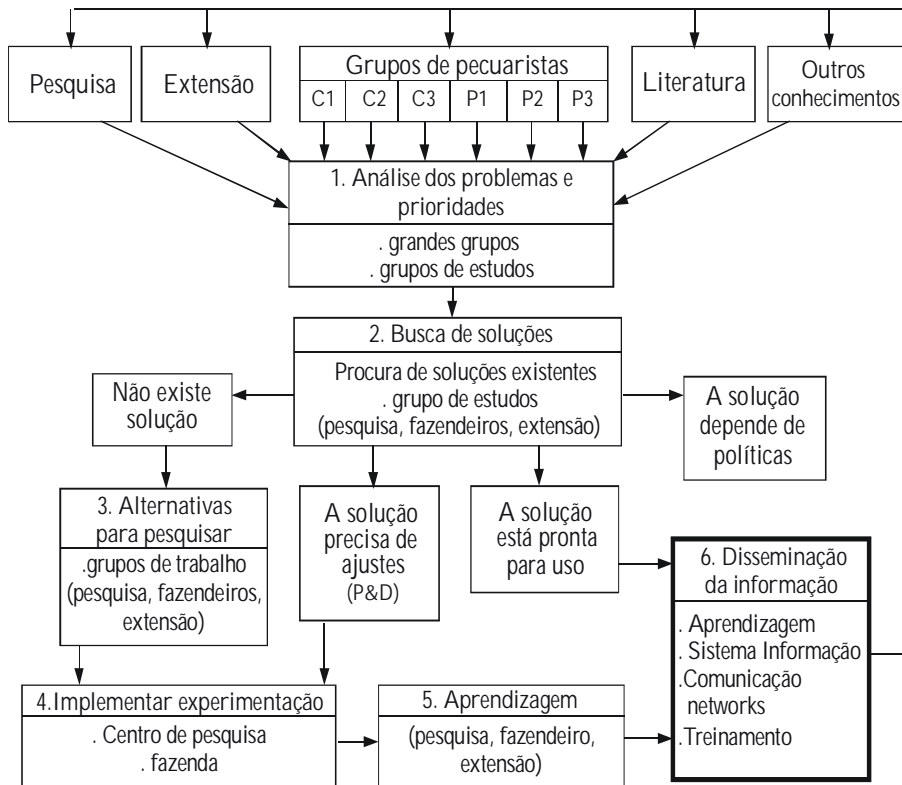 Pesquisa
Extensão
Grupos de pecuaristas
C1 C2 C3 P1 P2 P3
Literatura
Outros
conhecimentos
1. Análise dos problemas e
prioridades
. grandes grupos
. grupos de estudos
2. Busca de soluções
Procura de soluções existentes
. grupo de estudos
(pesquisa, fazendeiros, extensão)
Não existe
solução
A solução
depende de
políticas
3. Alternativas
para pesquisar
.grupos de trabalho
(pesquisa, fazendeiros,
extensão)
A solução
precisa de
ajustes
(P&D)
A solução
está pronta
para uso
6. Disseminação
da informação
. Aprendizagem
. Sistema Informação
.Comunicação
networks
.Treinamento
4.Implementar experimentação
. Centro de pesquisa
. fazenda
5. Aprendizagem
(pesquisa, fazendeiro,
extensão)